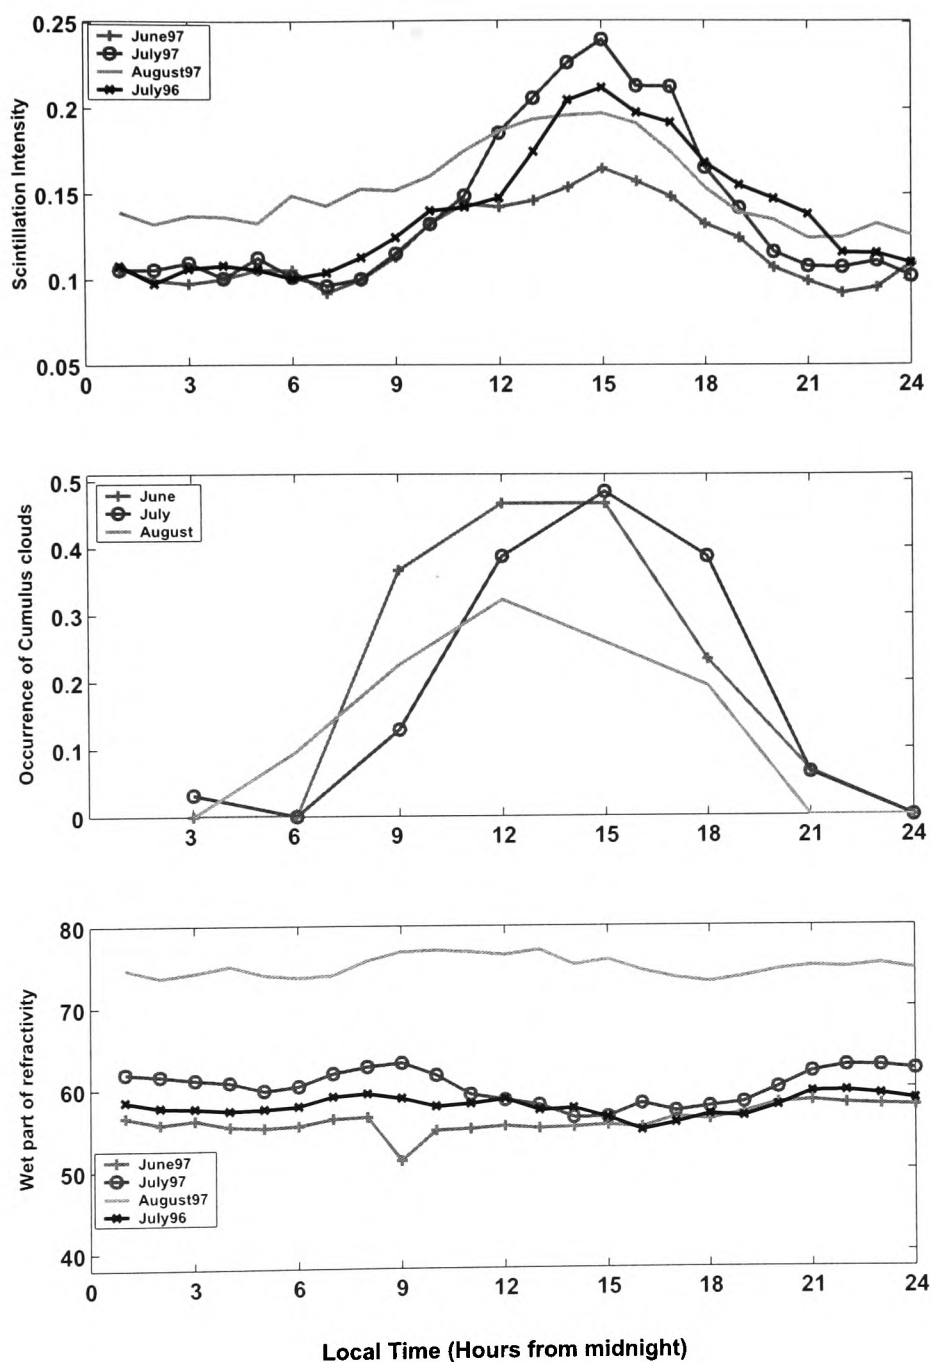 Scintillation Intensity
0.25
0.2
0.15
0.1
0.05
June97
July97
August97
July96
0 3 6 9 12 15 18 21 24
Occurrence of Cumulus clouds
0.5
0.4
0.3
0.2
0.1
0
June
July
August
3 6 9 12 15 18 21 24
Wet part of refractivity
80
70
60
50
40
June97
July97
August97
July96
0 3 6 9 12 15 18 21 24
Local Time (Hours from midnight)